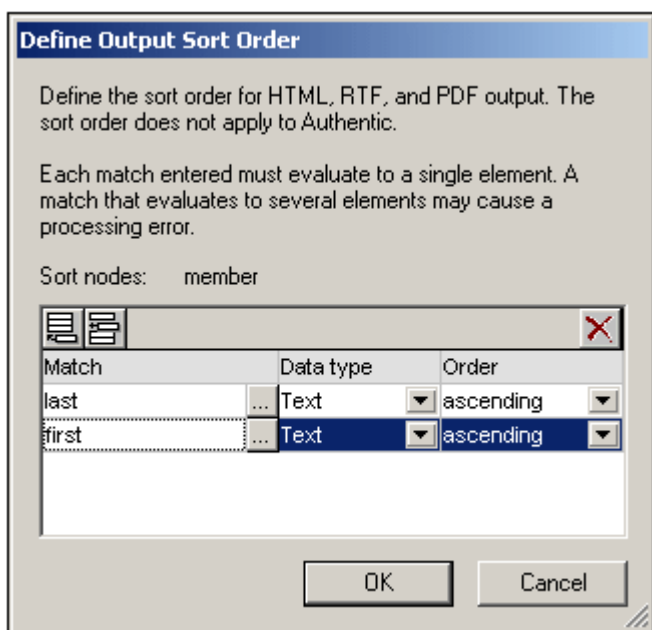 Define Output Sort Order
Define the sort order for HTML, RTF, and PDF output. The
sort order does not apply to Authentic.
Each match entered must evaluate to a single element. A
match that evaluates to several elements may cause a
processing error.
Sort nodes: member
Match Data type Order
last ... Text ascending
first ... Text ascending
OK Cancel